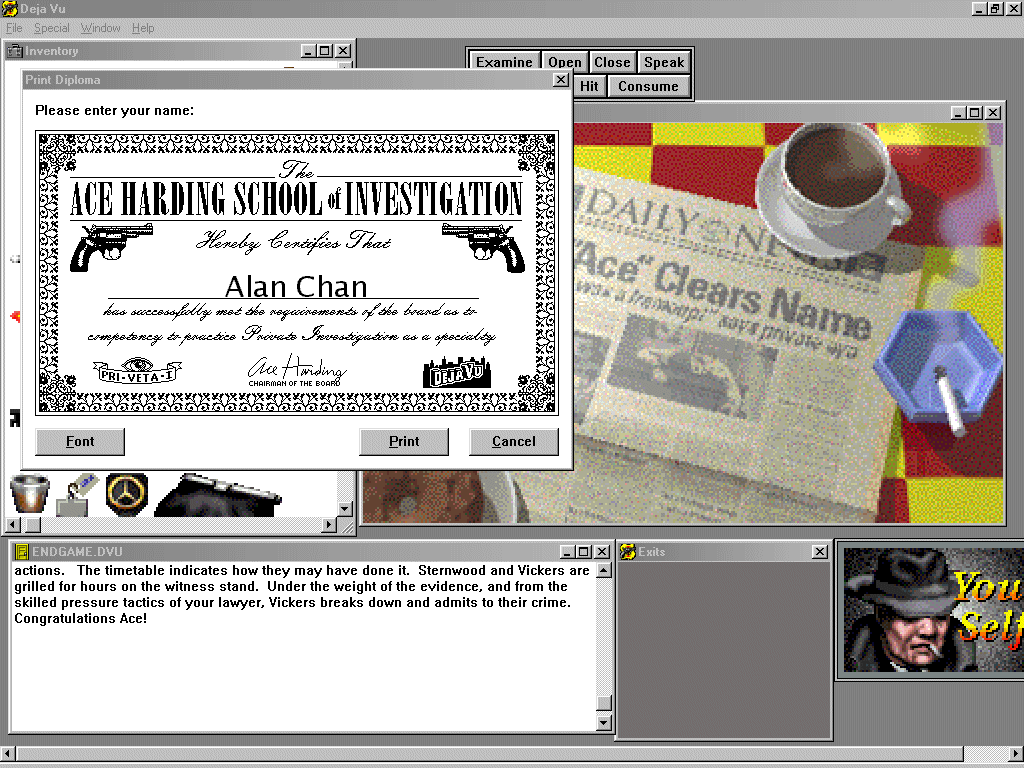 Deja Vu
File Special Window Help
Inventory
Examine Open Close Speak
Hit Consume
Print Diploma
Please enter your name:
The
ACE HARDING SCHOOL of INVESTIGATION
Hereby Certifies That
Alan Chan
has successfully met the requirements of the board as to
competency to practice Private Investigation as a specialty
PRI-VETA-I
Ace Harding
CHAIRMAN OF THE BOARD
DEJA VU
Font Print Cancel
DAILY NEWS
"Ace" Clears Name
was a frameup!" says private eye
ENDGAME.DVU
actions.   The timetable indicates how they may have done it.  Sternwood and Vickers are
grilled for hours on the witness stand.  Under the weight of the evidence, and from the
skilled pressure tactics of your lawyer, Vickers breaks down and admits to their crime.
Congratulations Ace!
Exits
You
Self